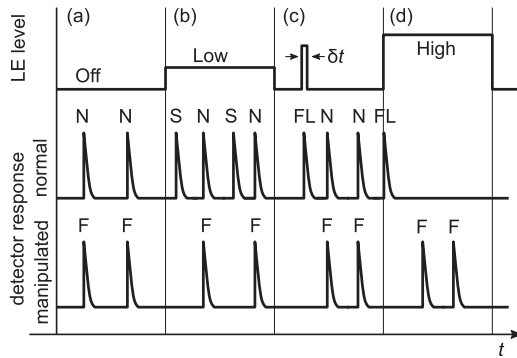 (a) (b) (c) (d)
LE level
Off
Low
δt
High
detector response
normal
N N S N S N FL N N FL
manipulated
F F F F F F F F
t